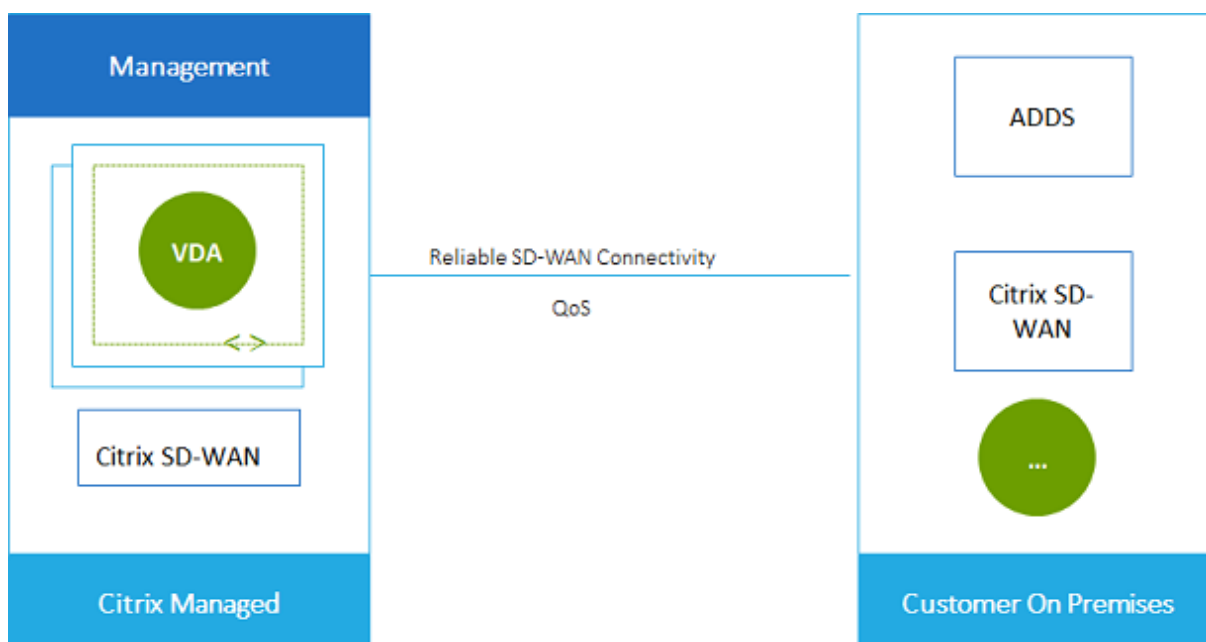 Management
VDA
< >
Citrix SD-WAN
Citrix Managed
Reliable SD-WAN Connectivity
QoS
ADDS
Citrix SD-
WAN
...
Customer On Premises